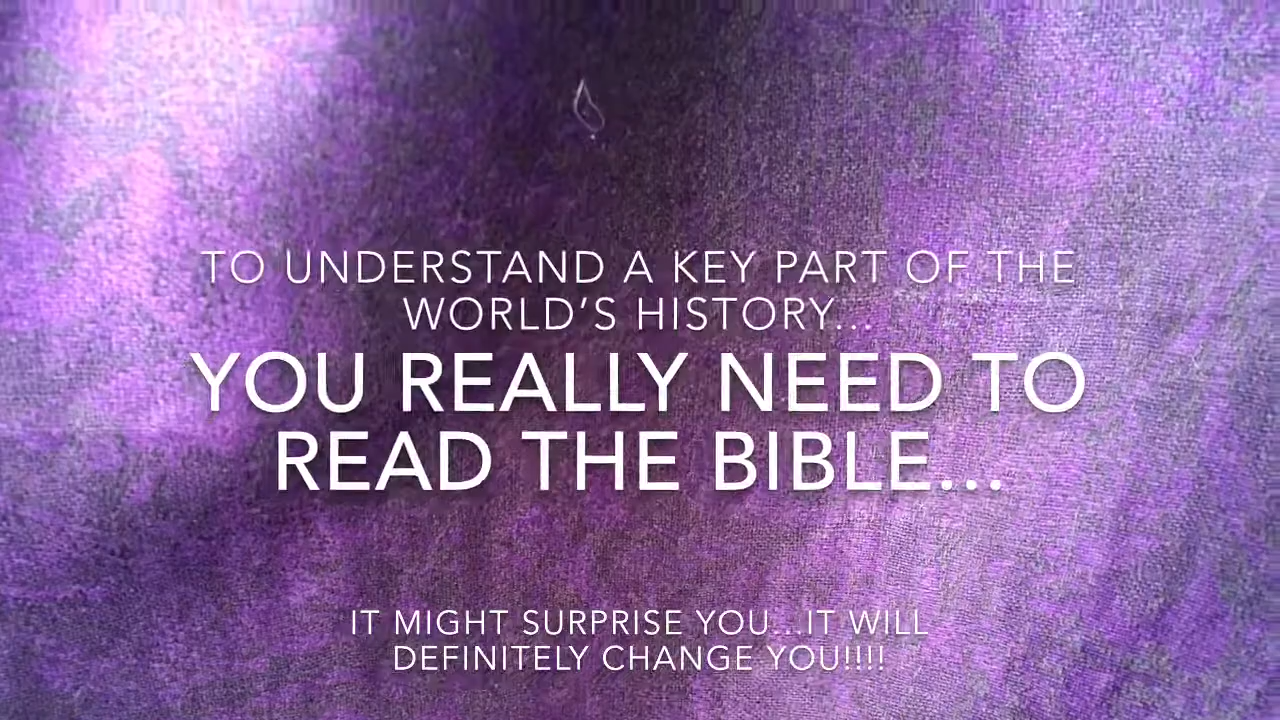 TO UNDERSTAND A KEY PART OF THE
WORLD'S HISTORY...
YOU REALLY NEED TO
READ THE BIBLE...
IT MIGHT SURPRISE YOU...IT WILL
DEFINITELY CHANGE YOU!!!!